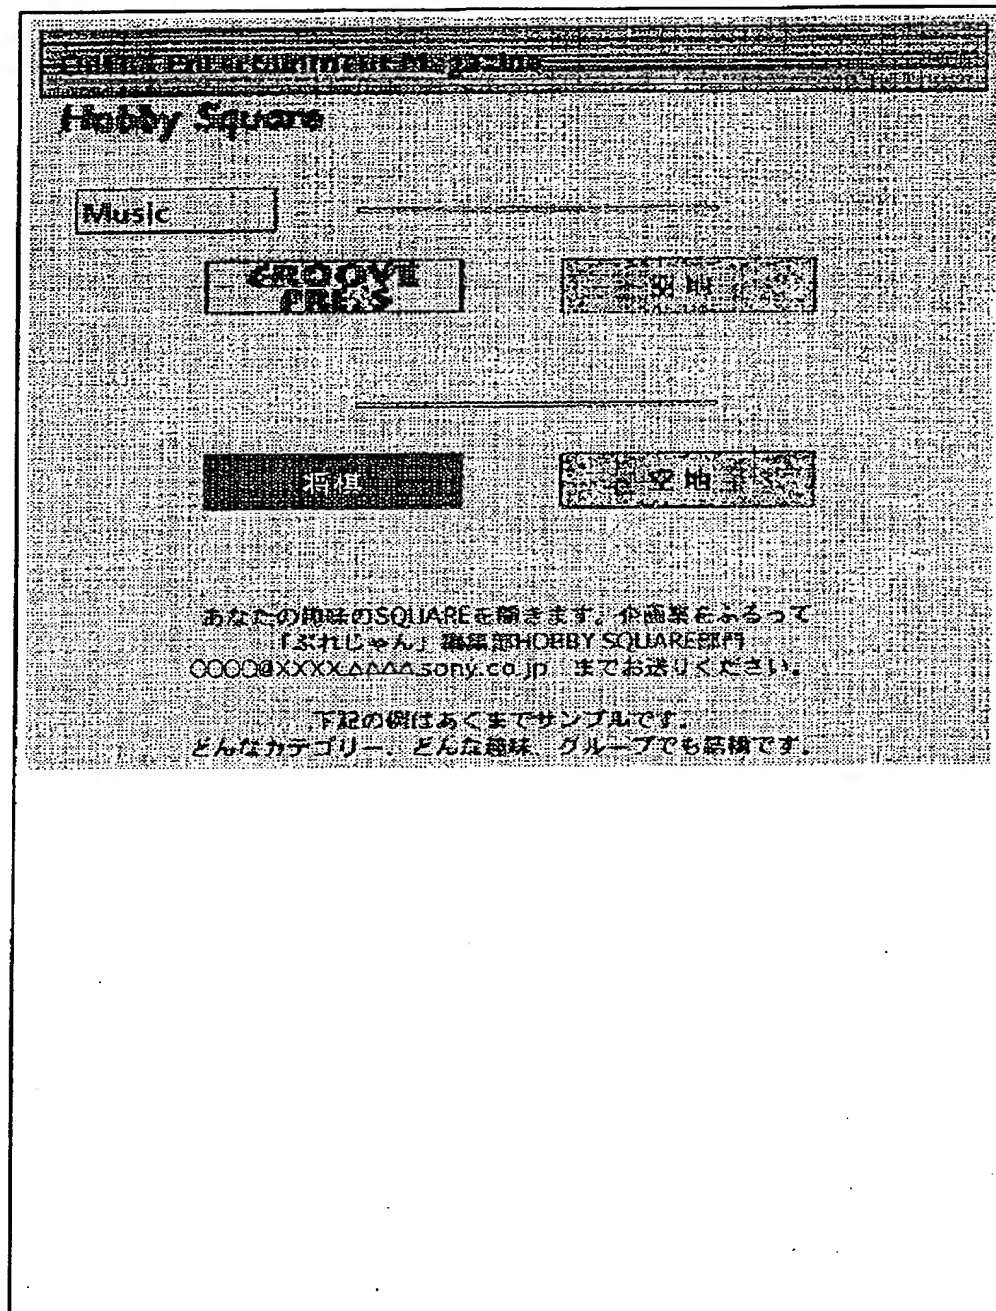 Entertainment Magazine
Hobby Square
Music
GROOVE
PRESS
空地
将棋
空地
あなたの趣味のSQUAREを開きます。企画案をふるって
「ぷれじゃん」編集部HOBBY SQUARE部門
○○○○@XXXX.△△△△.sony.co.jp までお送りください。
下記の例はあくまでサンプルです。
どんなカテゴリー、どんな趣味、グループでも結構です。